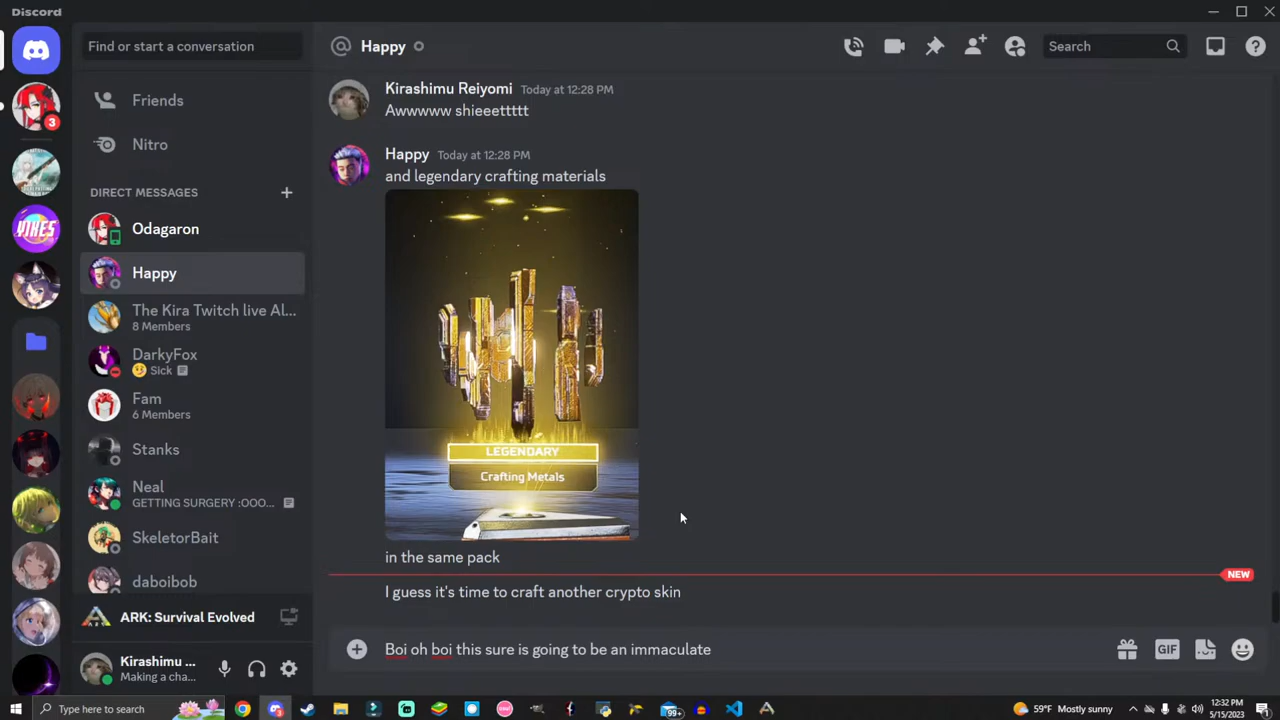 Discord
Find or start a conversation
Happy
Search
Friends
Nitro
DIRECT MESSAGES
Odagaron
Happy
The Kira Twitch live Al...
8 Members
DarkyFox
Sick
Fam
6 Members
Stanks
Neal
GETTING SURGERY :OOO...
SkeletorBait
daboibob
ARK: Survival Evolved
Kirashimu ...
Making a cha...
3
YIKES
Kirashimu Reiyomi Today at 12:28 PM
Awwwww shieeettttt
Happy Today at 12:28 PM
and legendary crafting materials
LEGENDARY
Crafting Metals
in the same pack
NEW
I guess it's time to craft another crypto skin
Boi oh boi this sure is going to be an immaculate
GIF
Type here to search
99+
59°F Mostly sunny
12:32 PM
5/15/2023
1